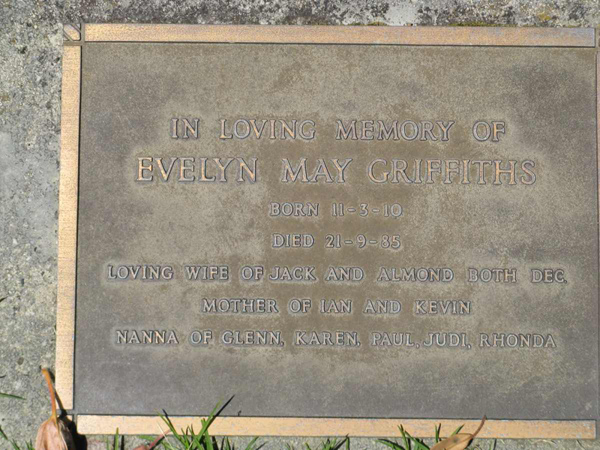 IN LOVING MEMORY OF
EVELYN MAY GRIFFITHS
BORN 11-3-10
DIED 21-9-85
LOVING WIFE OF JACK AND ALMOND BOTH DEC.
MOTHER OF IAN AND KEVIN
NANNA OF GLENN, KAREN, PAUL, JUDI, RHONDA